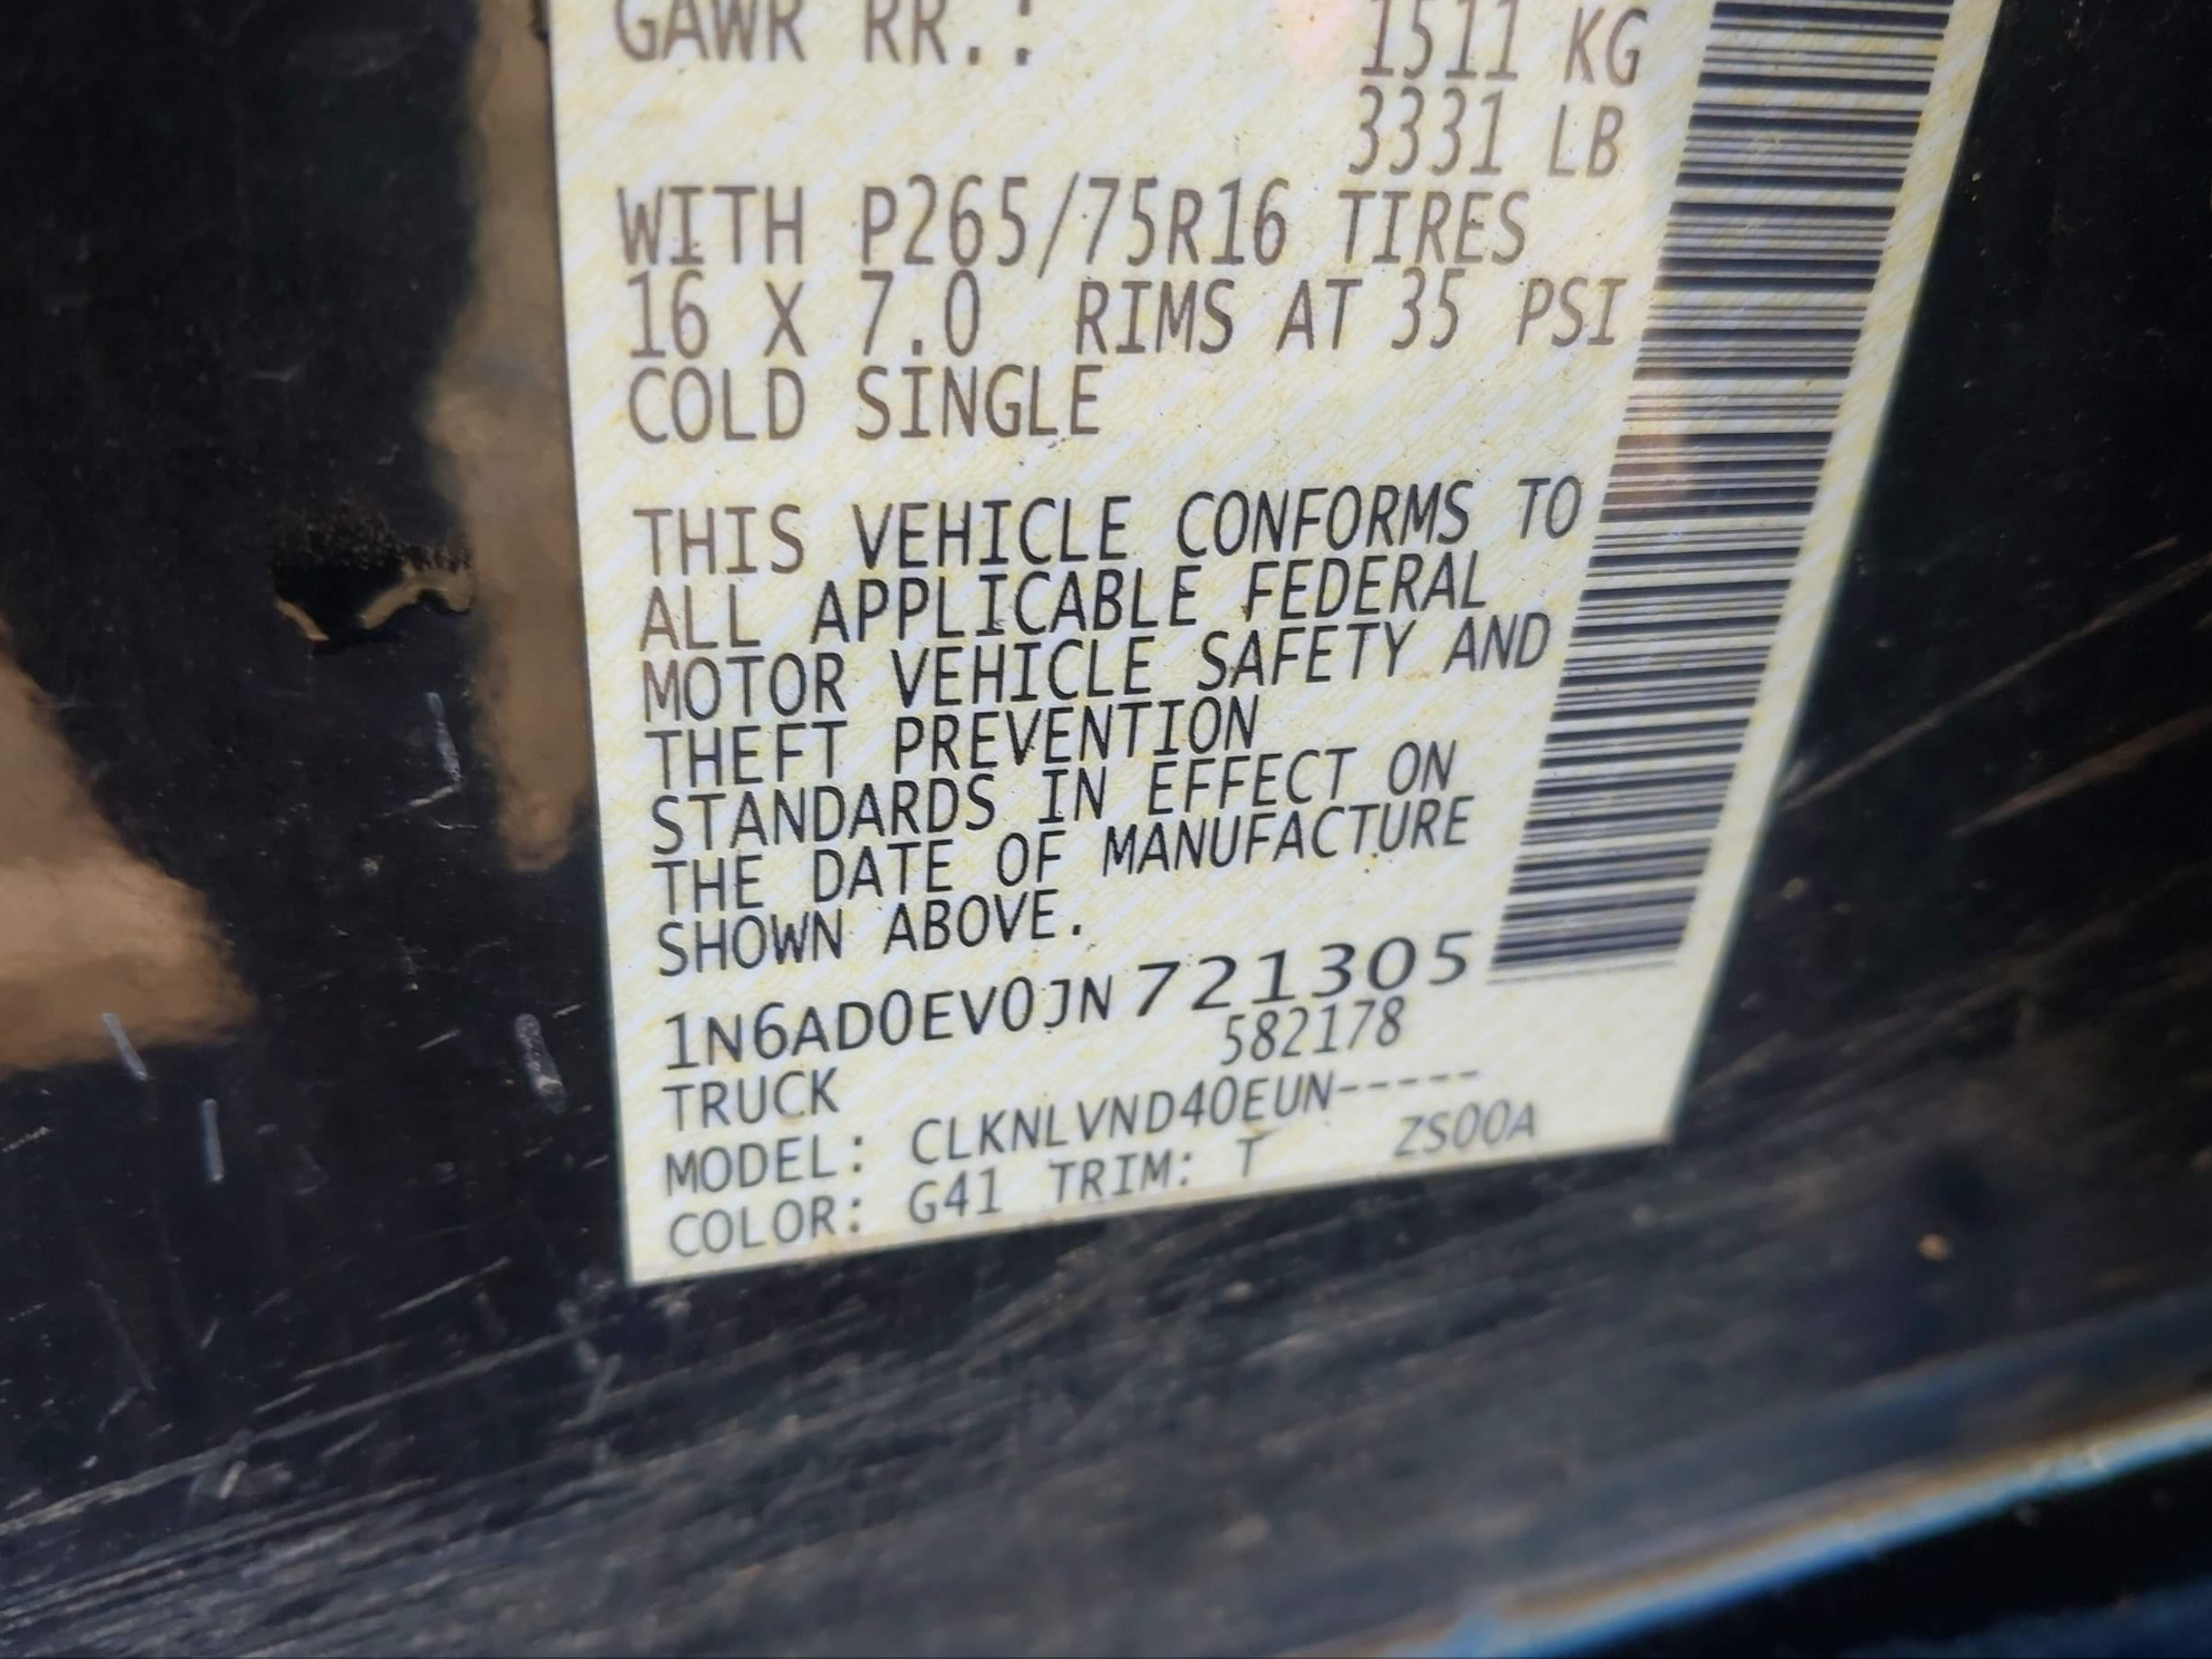 GAWR RR.: 1511 KG
3331 LB
WITH P265/75R16 TIRES
16 X 7.0 RIMS AT 35 PSI
COLD SINGLE
THIS VEHICLE CONFORMS TO
ALL APPLICABLE FEDERAL
MOTOR VEHICLE SAFETY AND
THEFT PREVENTION
STANDARDS IN EFFECT ON
THE DATE OF MANUFACTURE
SHOWN ABOVE.
1N6AD0EV0JN721305
582178
TRUCK
MODEL: CLKNLVND40EUN-----
COLOR: G41 TRIM: T ZS00A